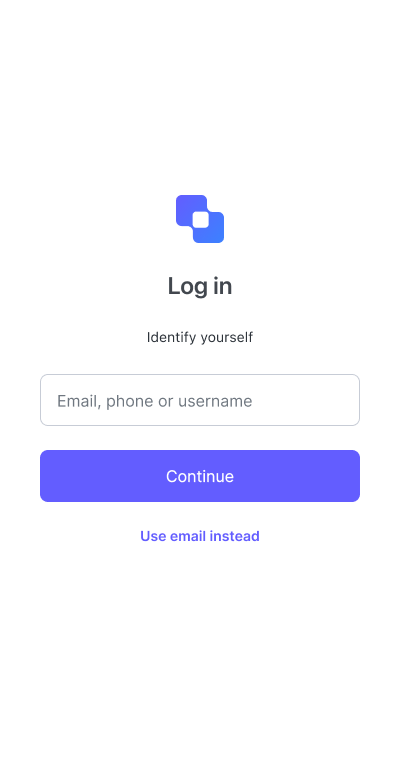 Log in
Identify yourself
Email, phone or username
Continue
Use email instead